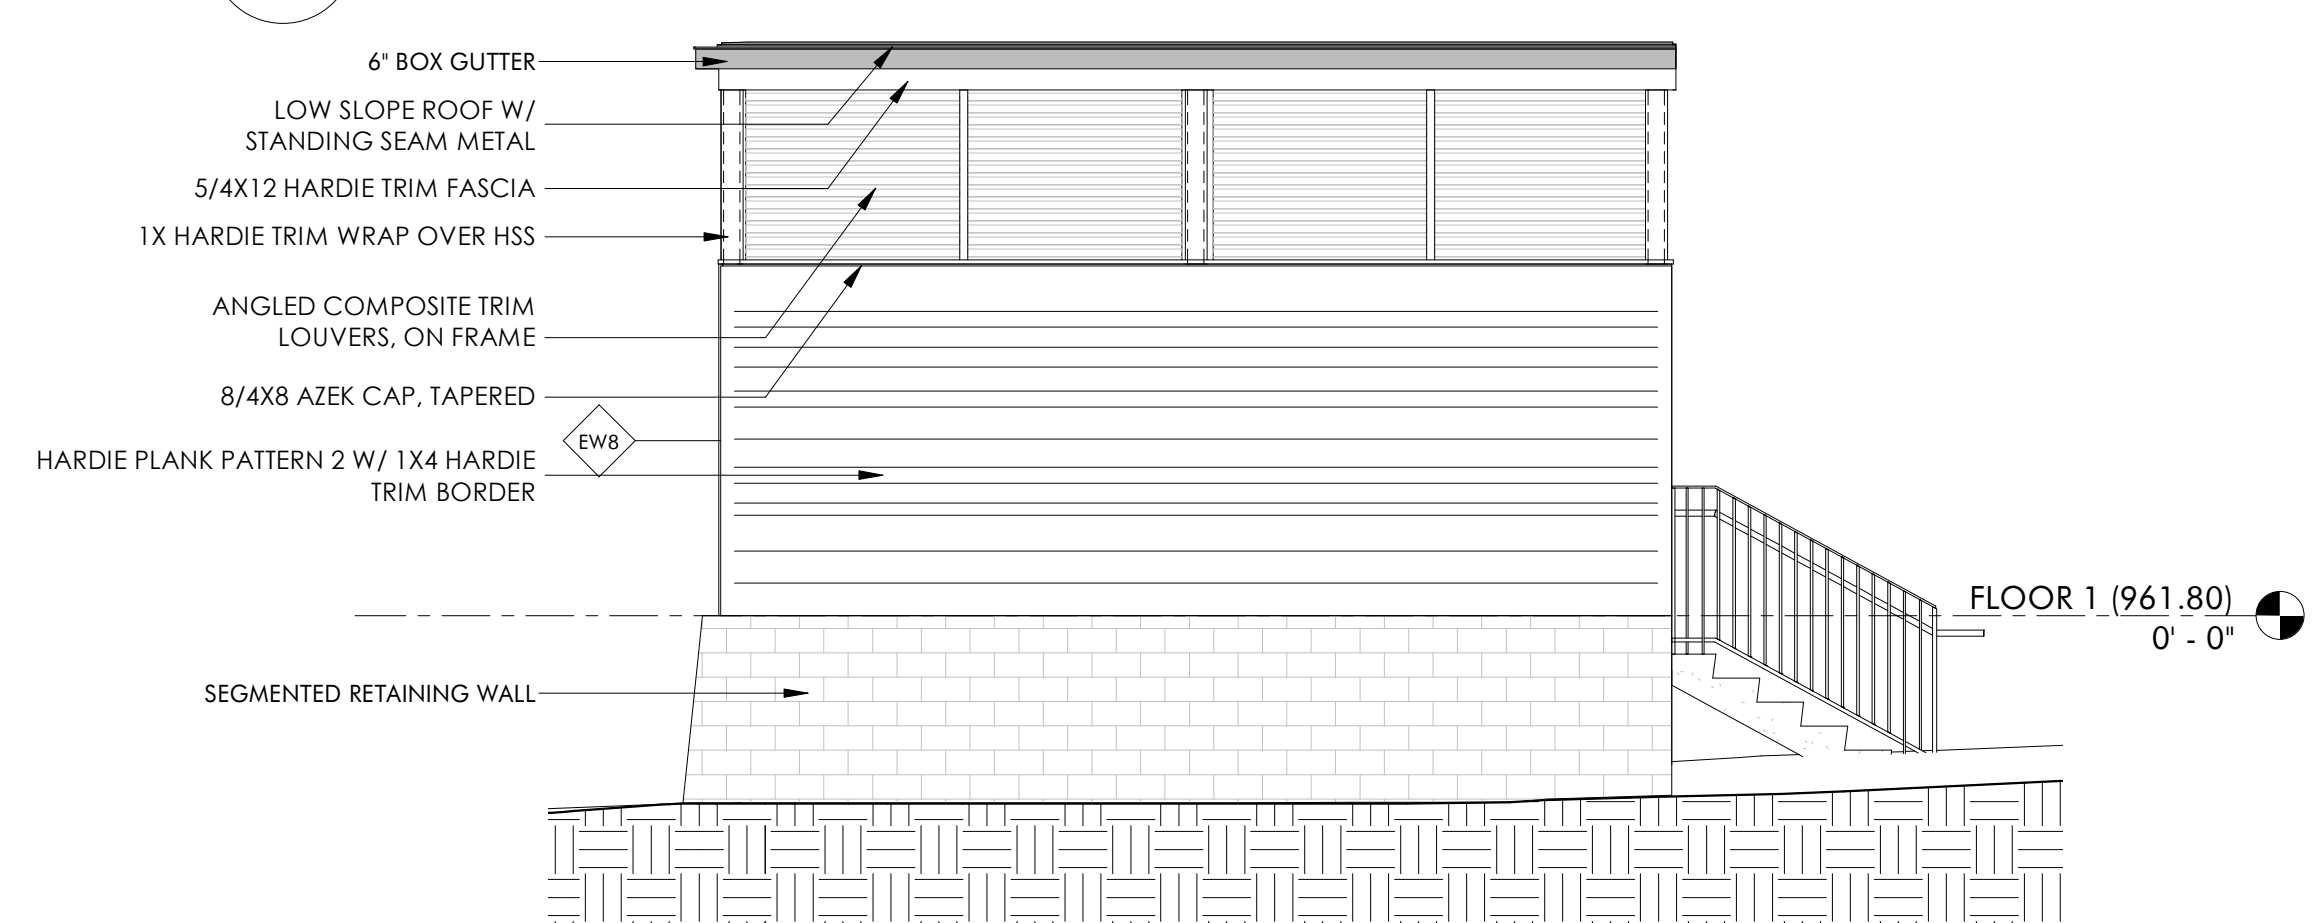 6" BOX GUTTER
LOW SLOPE ROOF W/
STANDING SEAM METAL
5/4X12 HARDIE TRIM FASCIA
1X HARDIE TRIM WRAP OVER HSS
ANGLED COMPOSITE TRIM
LOUVERS, ON FRAME
8/4X8 AZEK CAP, TAPERED
EW8
HARDIE PLANK PATTERN 2 W/ 1X4 HARDIE
TRIM BORDER
FLOOR 1 (961.80)
0' - 0"
SEGMENTED RETAINING WALL